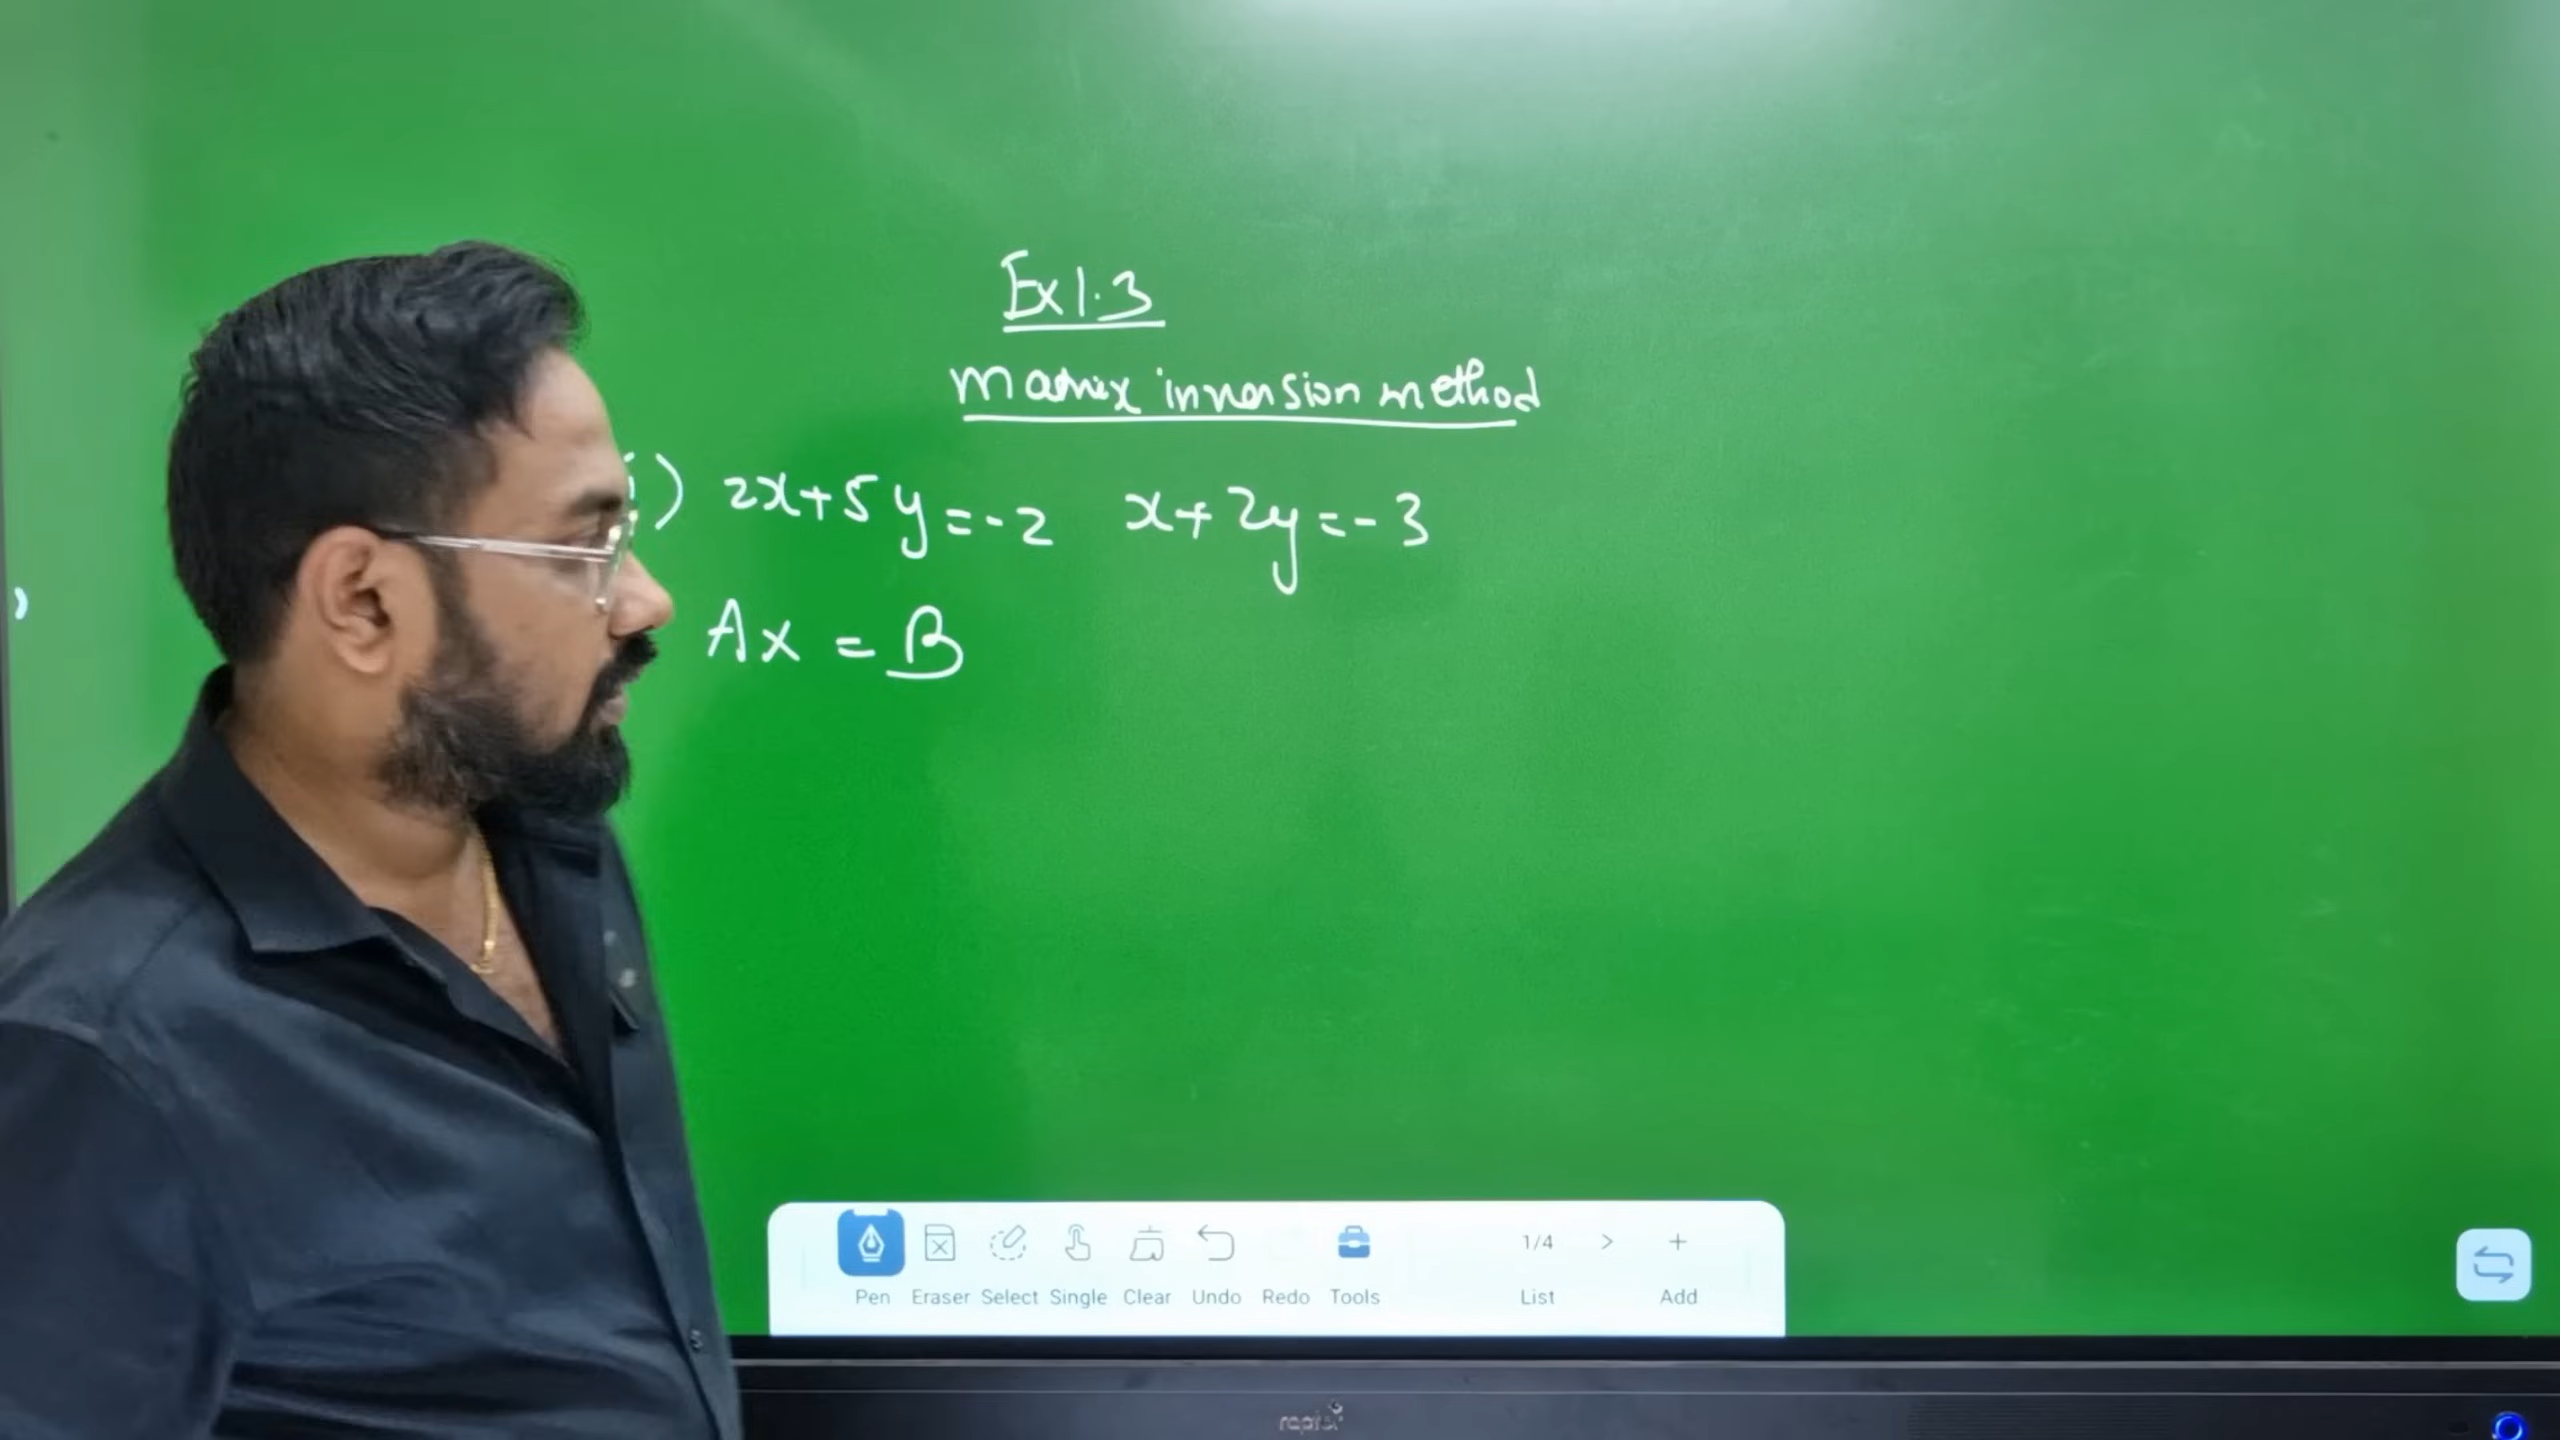 Ex 1.3
Matrix inversion method
i) 2x+5y=-2 x+2y=-3
Ax = B
Pen Eraser Select Single Clear Undo Redo Tools 1/4 List > + Add